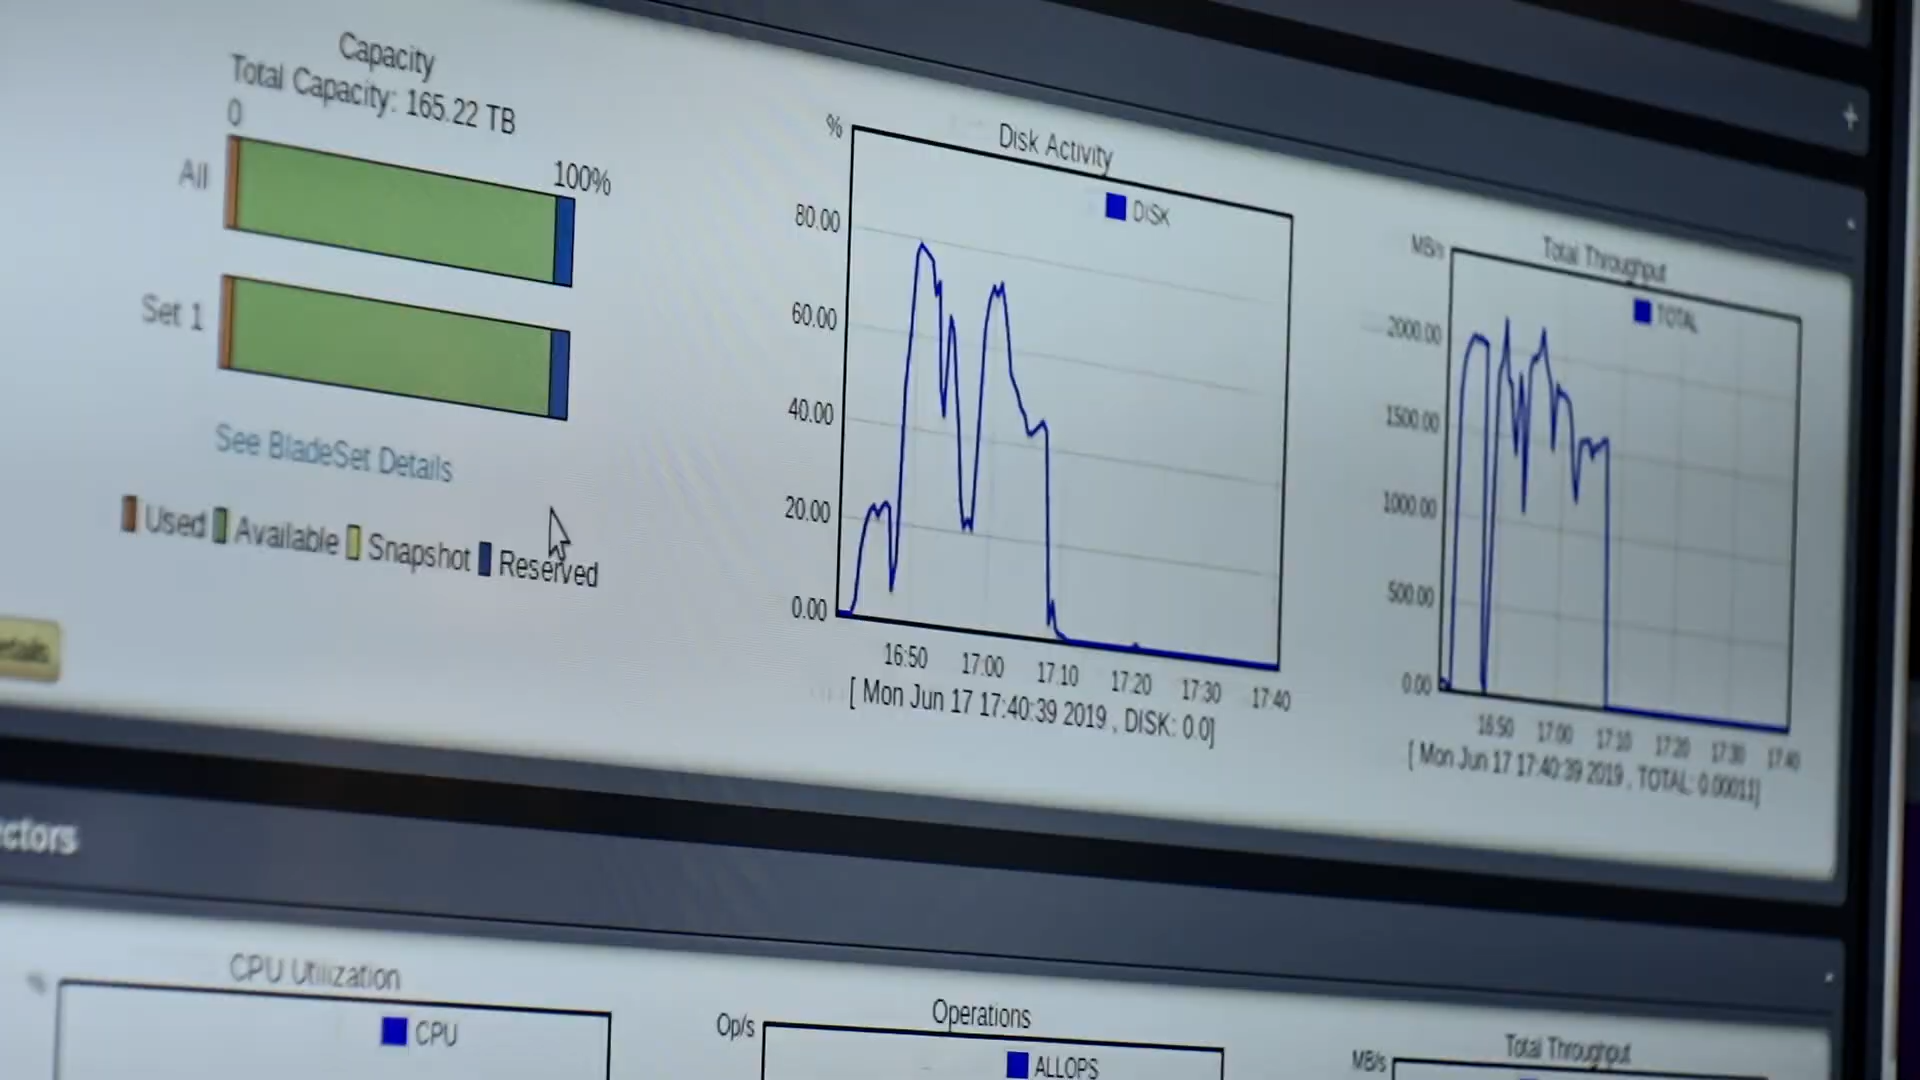 Capacity
Total Capacity: 165.22 TB
0
100%
All
Set 1
See BladeSet Details
Used Available Snapshot Reserved
%
Disk Activity
DISK
80.00
60.00
40.00
20.00
0.00
16:50 17:00 17:10 17:20 17:30 17:40
[ Mon Jun 17 17:40:39 2019 , DISK: 0.0]
MB/s
Total Throughput
TOTAL
2000.00
1500.00
1000.00
500.00
0.00
16:50 17:00 17:10 17:20 17:30 17:40
[ Mon Jun 17 17:40:39 2019 , TOTAL: 0.00011]
ctors
CPU Utilization
CPU
Op/s
Operations
ALLOPS
MB/s
Total Throughput